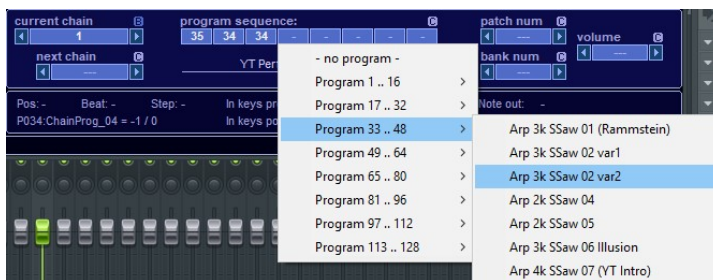 current chain B program sequence: C patch num C
1 35 34 34 - - - - - --- volume C
next chain C - no program - bank num C ---
--- YT Per ---
Program 1 .. 16 >
Program 17 .. 32 >
Pos: - Beat: - Step: - In keys pr Note out: -
P034:ChainProg_04 = -1 / 0 In keys po
Program 33 .. 48 > Arp 3k SSaw 01 (Rammstein)
Program 49 .. 64 > Arp 3k SSaw 02 var1
Program 65 .. 80 > Arp 3k SSaw 02 var2
Program 81 .. 96 > Arp 2k SSaw 04
Program 97 .. 112 > Arp 2k SSaw 05
Program 113 .. 128 > Arp 3k SSaw 06 Illusion
Arp 4k SSaw 07 (YT Intro)